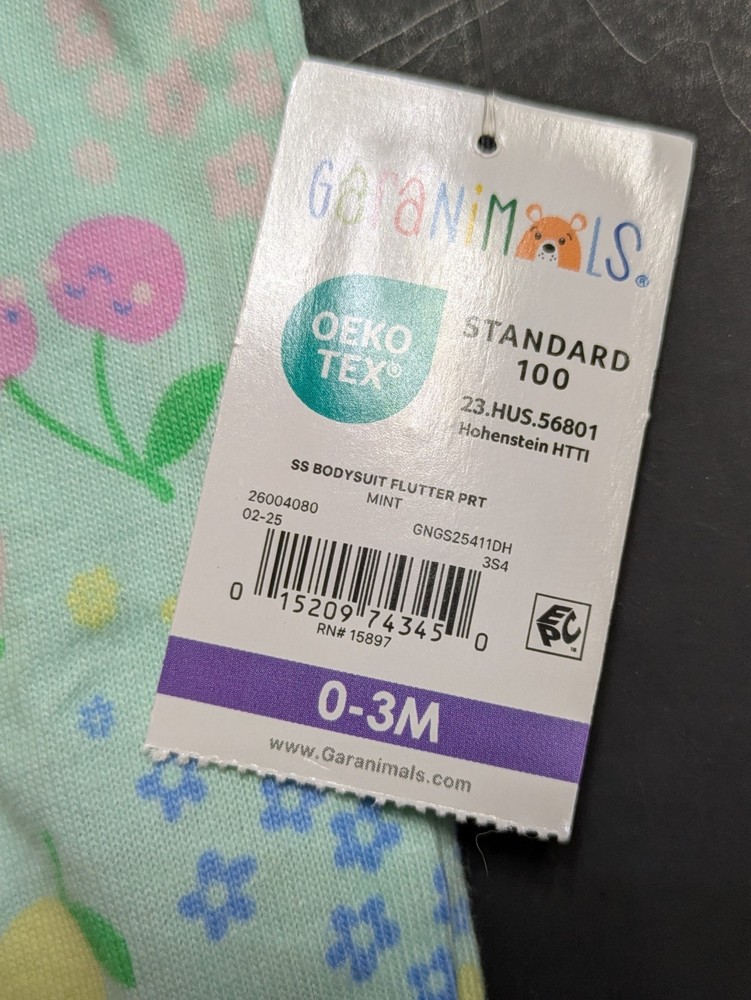 GaRaNiMALS®
OEKO
TEX®
STANDARD
100
23.HUS.56801
Hohenstein HTTI
SS BODYSUIT FLUTTER PRT
MINT
26004080
02-25
GNGS25411DH
3S4
0 15209 74345 0
RN# 15897
EPC™
0-3M
www.Garanimals.com